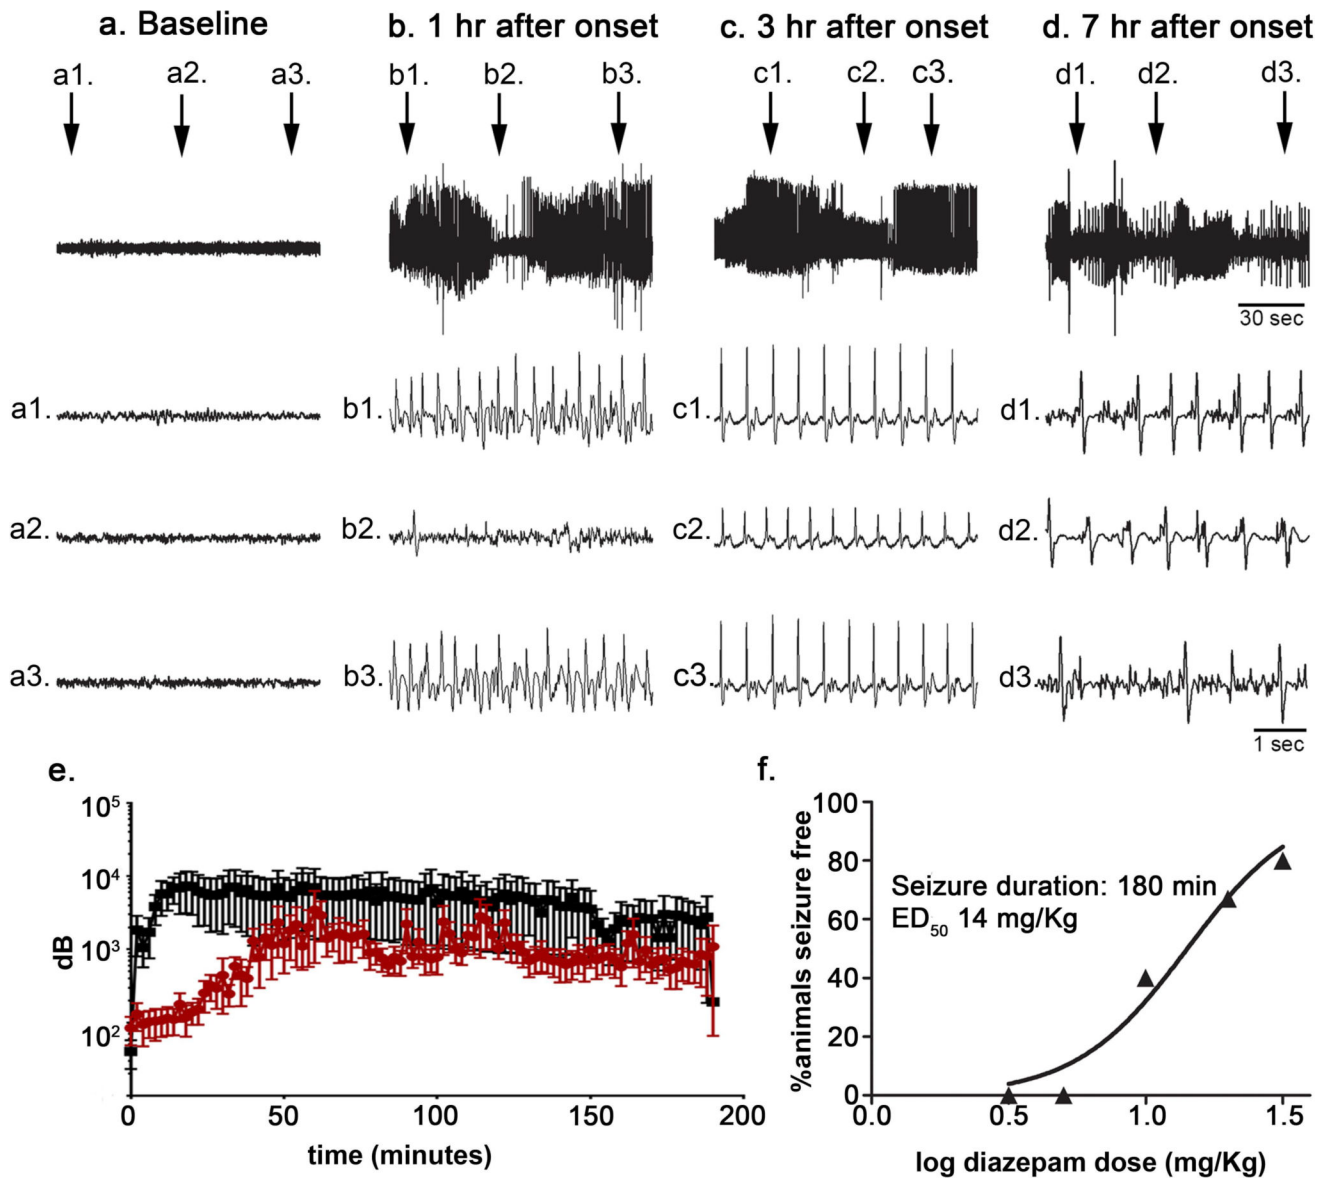 a. Baseline b. 1 hr after onset c. 3 hr after onset d. 7 hr after onset
a1. a2. a3. b1. b2. b3. c1. c2. c3. d1. d2. d3.
30 sec
a1. b1. c1. d1.
a2. b2. c2. d2.
a3. b3. c3. d3
1 sec
e.
10⁵
10⁴
10³
10²
dB
0 50 100 150 200
time (minutes)
f.
100
80
60
40
20
0
%animals seizure free
Seizure duration: 180 min
ED₅₀ 14 mg/Kg
0.0 0.5 1.0 1.5
log diazepam dose (mg/Kg)